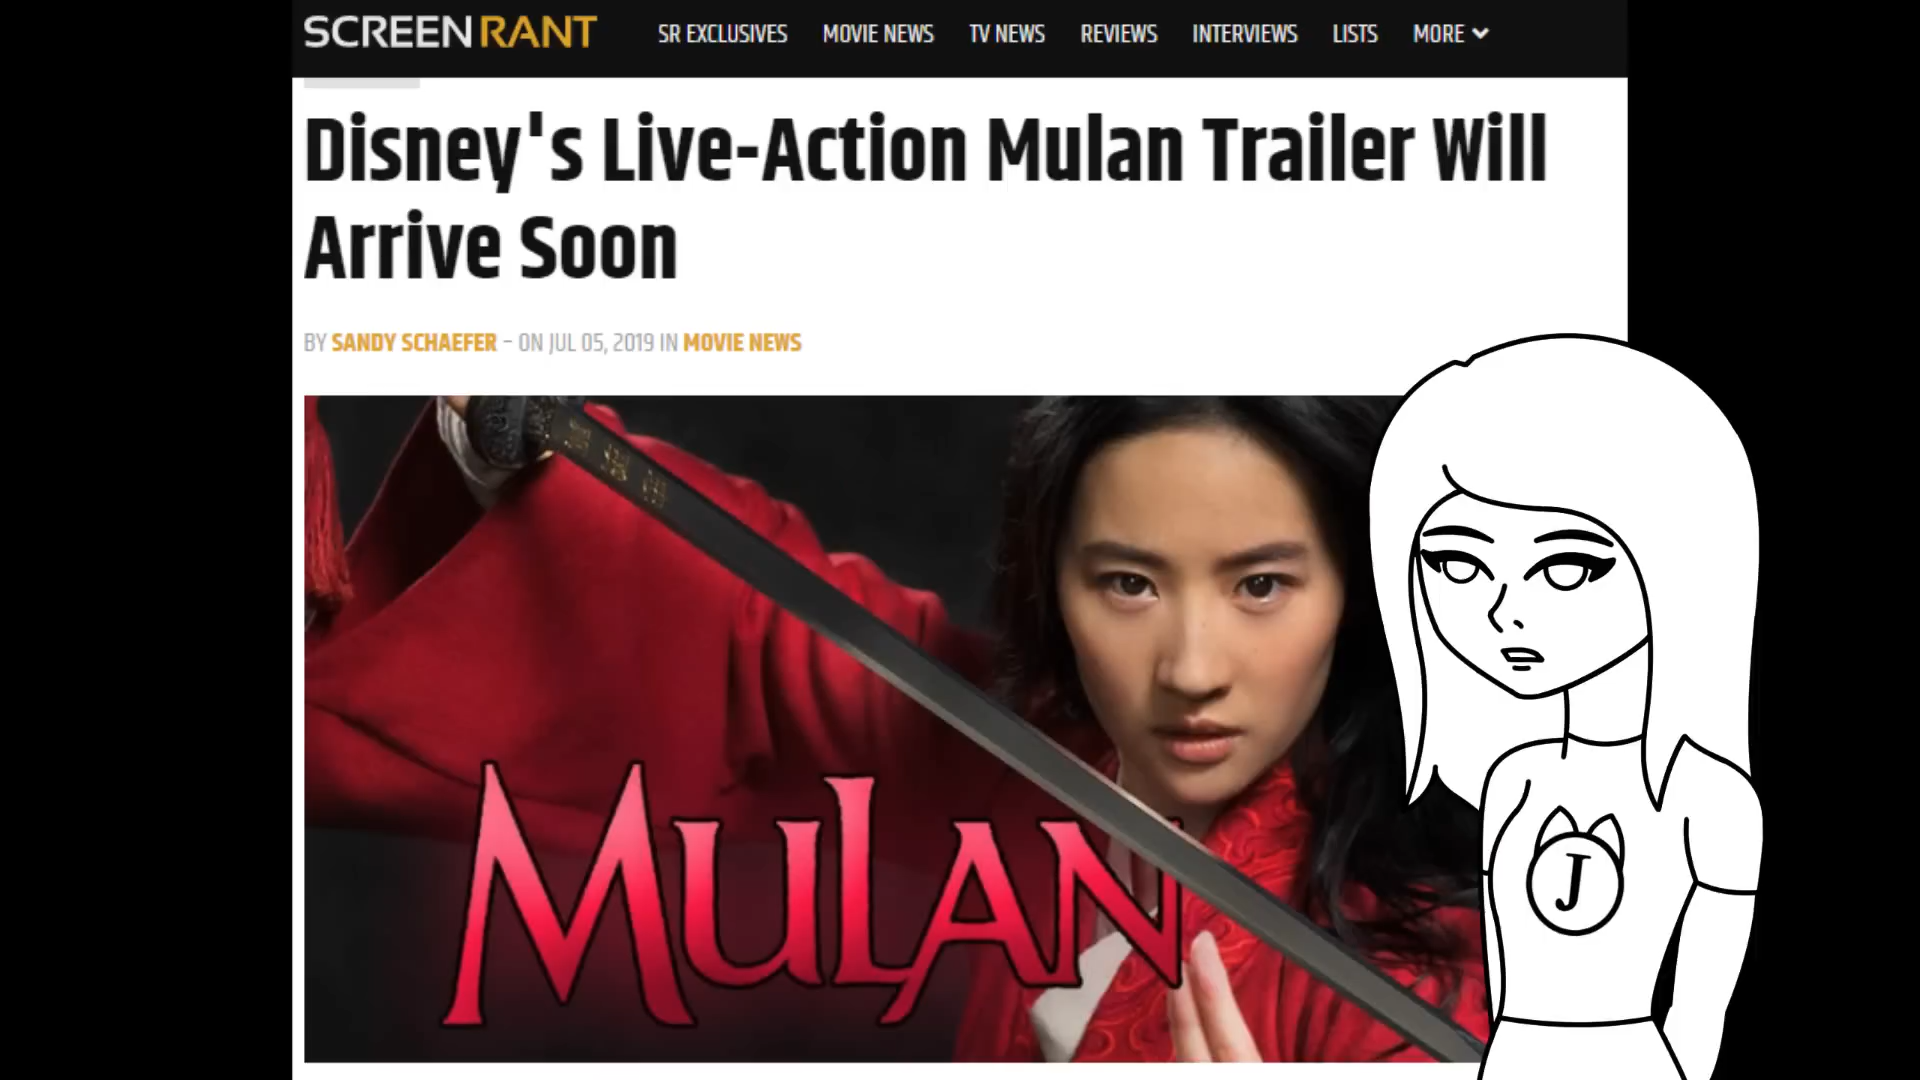 SCREENRANT SR EXCLUSIVES MOVIE NEWS TV NEWS REVIEWS INTERVIEWS LISTS MORE
Disney's Live-Action Mulan Trailer Will
Arrive Soon
BY SANDY SCHAEFER – ON JUL 05, 2019 IN MOVIE NEWS
MULAN
J